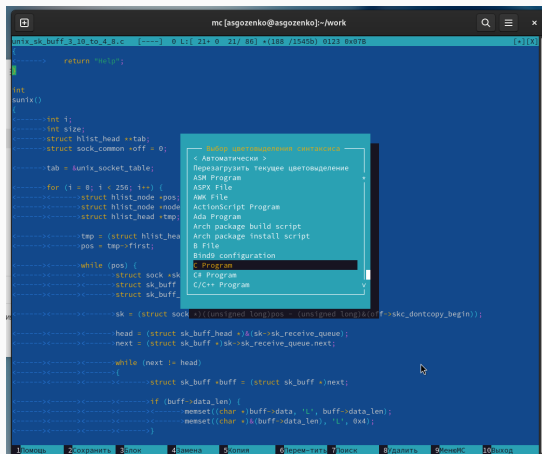 mc [asgozenko@asgozenko]:~/work
unix_sk_buff_3_10_to_4_8.c [----] 0 L:[ 21+ 0 21/ 86] *(188 /1545b) 0123 0x07B [*][X]
{
<------>return "Help";
}
int
sunix()
{
<------>int i;
<------>int size;
<------>struct hlist_head **tab;
<------>struct sock_common *off = 0;
<------>tab = &unix_socket_table;
<------>for (i = 0; i < 256; i++) {
<------><------>struct hlist_node *pos
<------><------>struct hlist_node *node
<------><------>struct hlist_head *tmp;
<------><------>tmp = (struct hlist_hea
<------><------>pos = tmp->first;
<------><------>while (pos) {
<------><------><------>struct sock *sk
<------><------><------>struct sk_buff
<------><------><------>struct sk_buff_
<------><------><------>sk = (struct sock *)((unsigned long)pos - (unsigned long)&(off->skc_dontcopy_begin));
<------><------><------>head = (struct sk_buff_head *)&(sk->sk_receive_queue);
<------><------><------>next = (struct sk_buff *)sk->sk_receive_queue.next;
<------><------><------>while (next != head)
<------><------><------>{
<------><------><------><------>struct sk_buff *buff = (struct sk_buff *)next;
<------><------><------><------>if (buff->data_len) {
<------><------><------><------><------>memset((char *)buff->data, 'L', buff->data_len);
<------><------><------><------><------>memset((char *)&(buff->data_len), 'L', 0x4);
<------><------><------><------>}
Выбор цветовыделения синтаксиса
< Автоматически >
Перезагрузить текущее цветовыделение
ASM Program
ASPX File
AWK File
ActionScript Program
Ada Program
Arch package build script
Arch package install script
B File
Bind9 configuration
C Program
C# Program
C/C++ Program
1Помощь 2Сохранить 3Блок 4Замена 5Копия 6Перем-тить 7Поиск 8Удалить 9МенюMC 10Выход